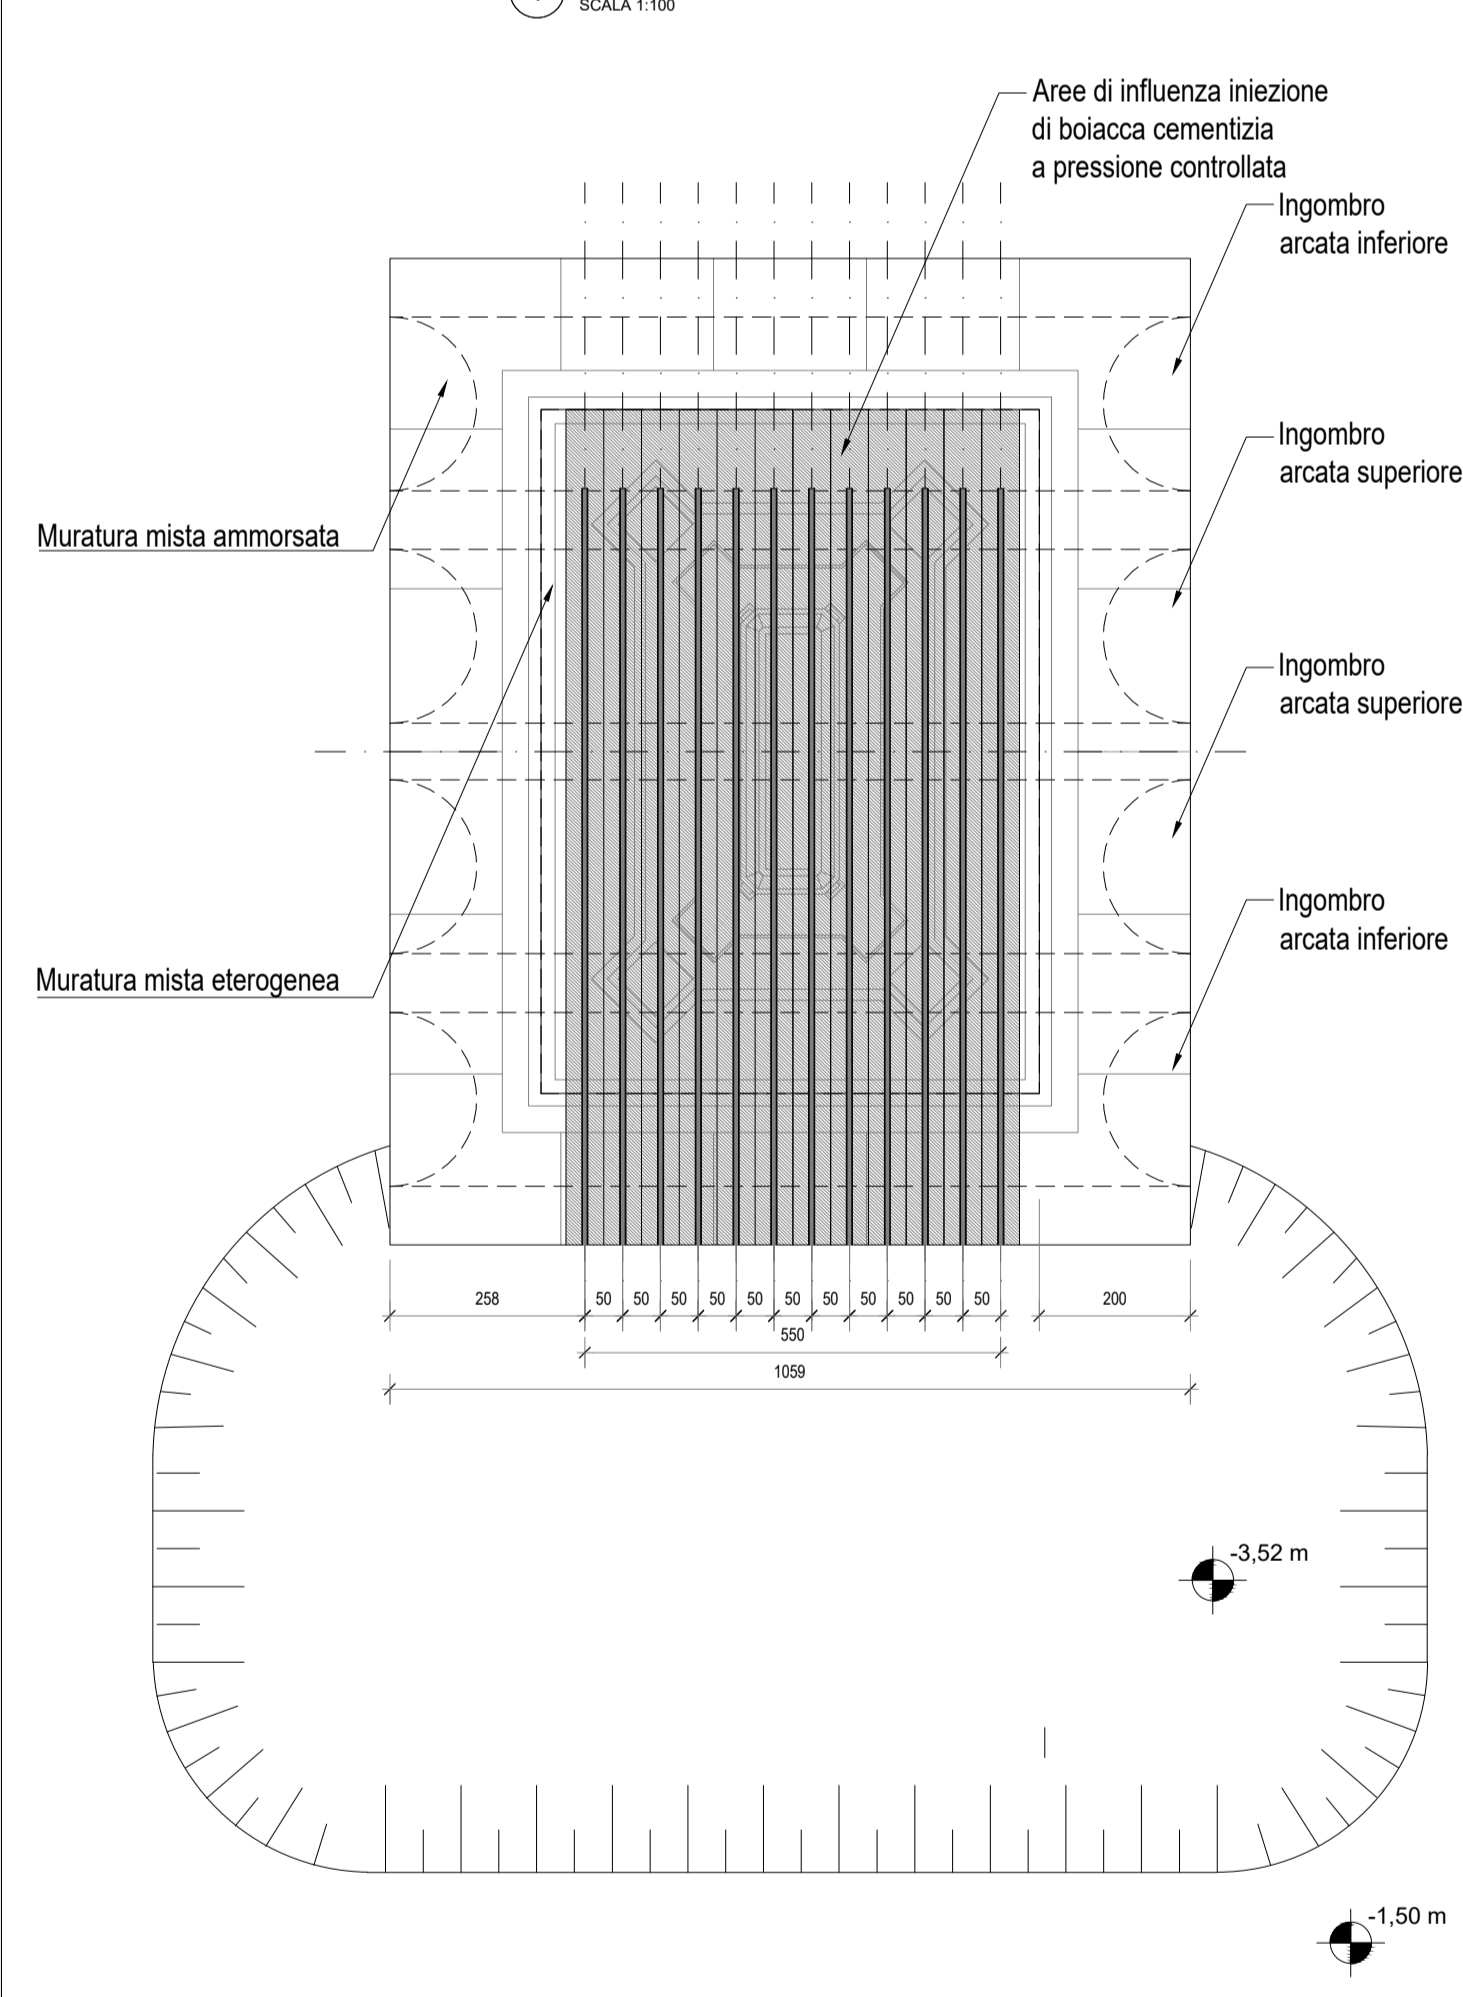 SCALA 1:100
Aree di influenza iniezione
di boiacca cementizia
a pressione controllata
Ingombro
arcata inferiore
Ingombro
arcata superiore
Muratura mista ammorsata
Ingombro
arcata superiore
Ingombro
arcata inferiore
Muratura mista eterogenea
258 50 50 50 50 50 50 50 50 50 50 50 200
550
1059
-3,52 m
-1,50 m